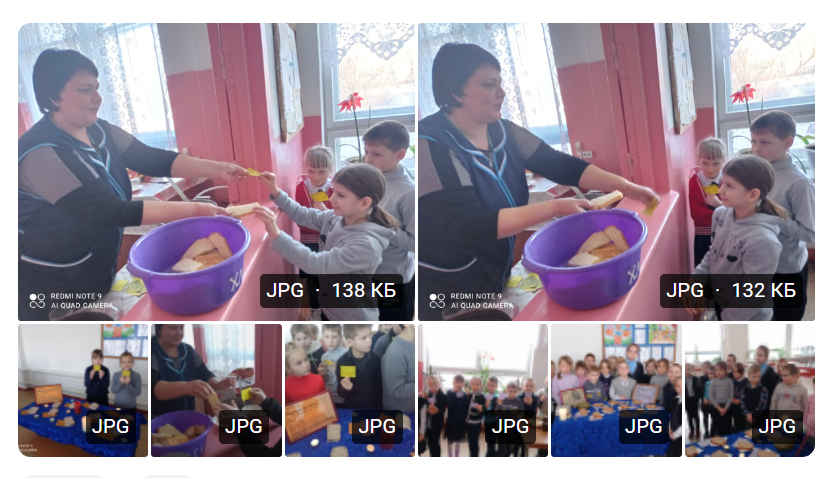 REDMI NOTE 9
AI QUAD CAMERA
JPG · 138 КБ
REDMI NOTE 9
AI QUAD CAMERA
JPG · 132 КБ
JPG
JPG
JPG
JPG
JPG
JPG